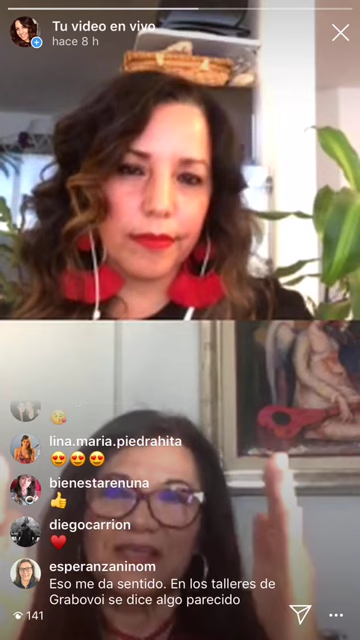 Tu video en vivo
hace 8 h
lina.maria.piedrahita
😍😍😍
bienestarenuna
👍
diegocarrion
❤️
esperanzaninom
Eso me da sentido. En los talleres de
Grabovoi se dice algo parecido
141